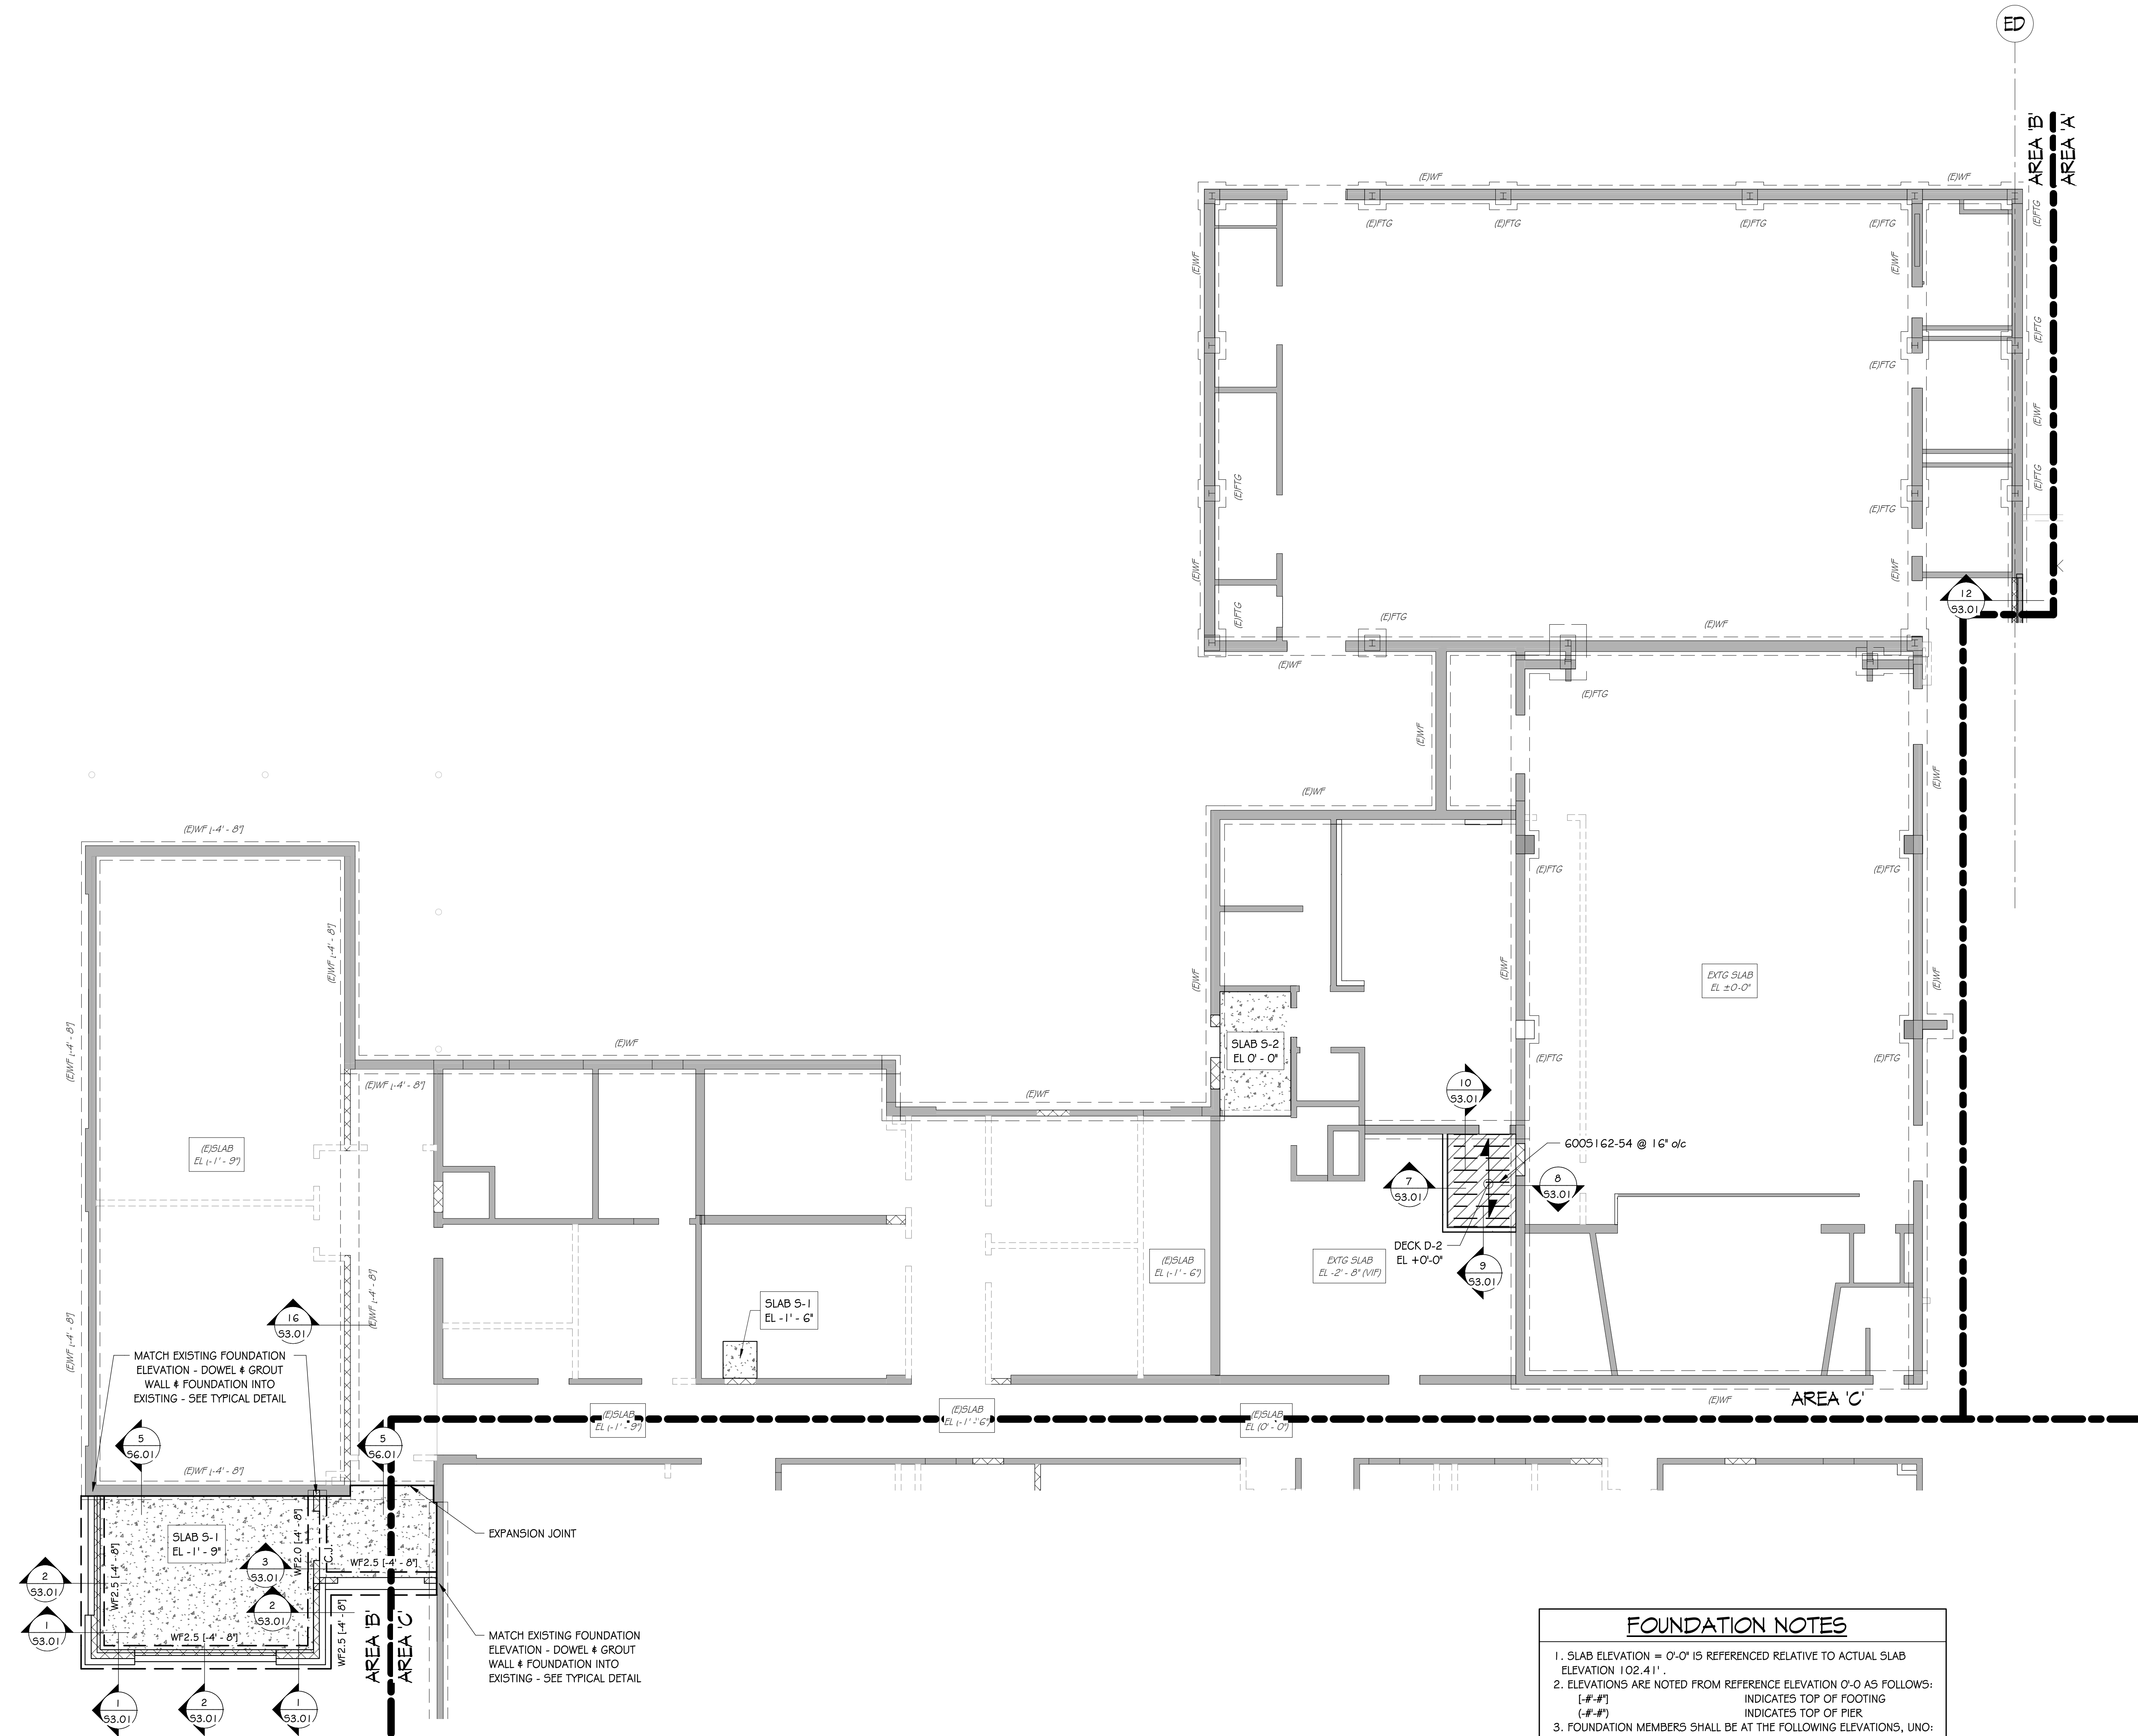 ED
AREA 'B'
AREA 'A'
(E)WF
(E)WF
(E)FTG
(E)FTG
(E)FTG
(E)FTG
(E)FTG
(E)WF
(E)WF
(E)FTG
(E)FTG
(E)WF
(E)FTG
(E)FTG
(E)FTG
(E)WF
(E)WF
12
S3.01
(E)FTG
(E)FTG
(E)WF
(E)WF
(E)FTG
(E)WF
(E)WF
(E)WF
(E)WF [-4' - 8"]
(E)FTG
(E)FTG
(E)WF [-4' - 8"]
(E)WF
(E)WF
(E)WF
EXTG SLAB
EL ±0-0"
(E)WF [-4' - 8"]
(E)WF
SLAB S-2
EL 0' - 0"
(E)FTG
(E)FTG
(E)WF [-4' - 8"]
(E)WF
10
S3.01
(E)SLAB
EL (-1' - 9")
6005162-54 @ 16" o/c
7
S3.01
8
S3.01
DECK D-2
EL +0'-0"
(E)SLAB
EL (-1' - 6")
EXTG SLAB
EL -2' - 8" (VIF)
9
S3.01
(E)WF [-4' - 8"]
(E)WF [-4' - 8"]
16
S3.01
SLAB S-1
EL -1' - 6"
MATCH EXISTING FOUNDATION
ELEVATION - DOWEL & GROUT
WALL & FOUNDATION INTO
EXISTING - SEE TYPICAL DETAIL
(E)WF
AREA 'C'
(E)SLAB
EL (-1' - 9")
(E)SLAB
EL (-1' - 6")
(E)SLAB
EL (0' - 0")
5
S6.01
5
S6.01
(E)WF [-4' - 8"]
SLAB S-1
EL -1' - 9"
WF2.0 [-4' - 8"]
C.J.
EXPANSION JOINT
3
S3.01
WF2.5 [-4' - 8"]
WF2.5 [-4' - 8"]
2
S3.01
2
S3.01
1
S3.01
WF2.5 [-4' - 8"]
WF2.5 [-4' - 8"]
AREA 'B'
AREA 'C'
MATCH EXISTING FOUNDATION
ELEVATION - DOWEL & GROUT
WALL & FOUNDATION INTO
EXISTING - SEE TYPICAL DETAIL
1
S3.01
2
S3.01
1
S3.01
FOUNDATION NOTES
1. SLAB ELEVATION = 0'-0" IS REFERENCED RELATIVE TO ACTUAL SLAB
ELEVATION 102.41' .
2. ELEVATIONS ARE NOTED FROM REFERENCE ELEVATION 0'-0 AS FOLLOWS:
[-#'-#"] INDICATES TOP OF FOOTING
(-#'-#") INDICATES TOP OF PIER
3. FOUNDATION MEMBERS SHALL BE AT THE FOLLOWING ELEVATIONS, UNO: